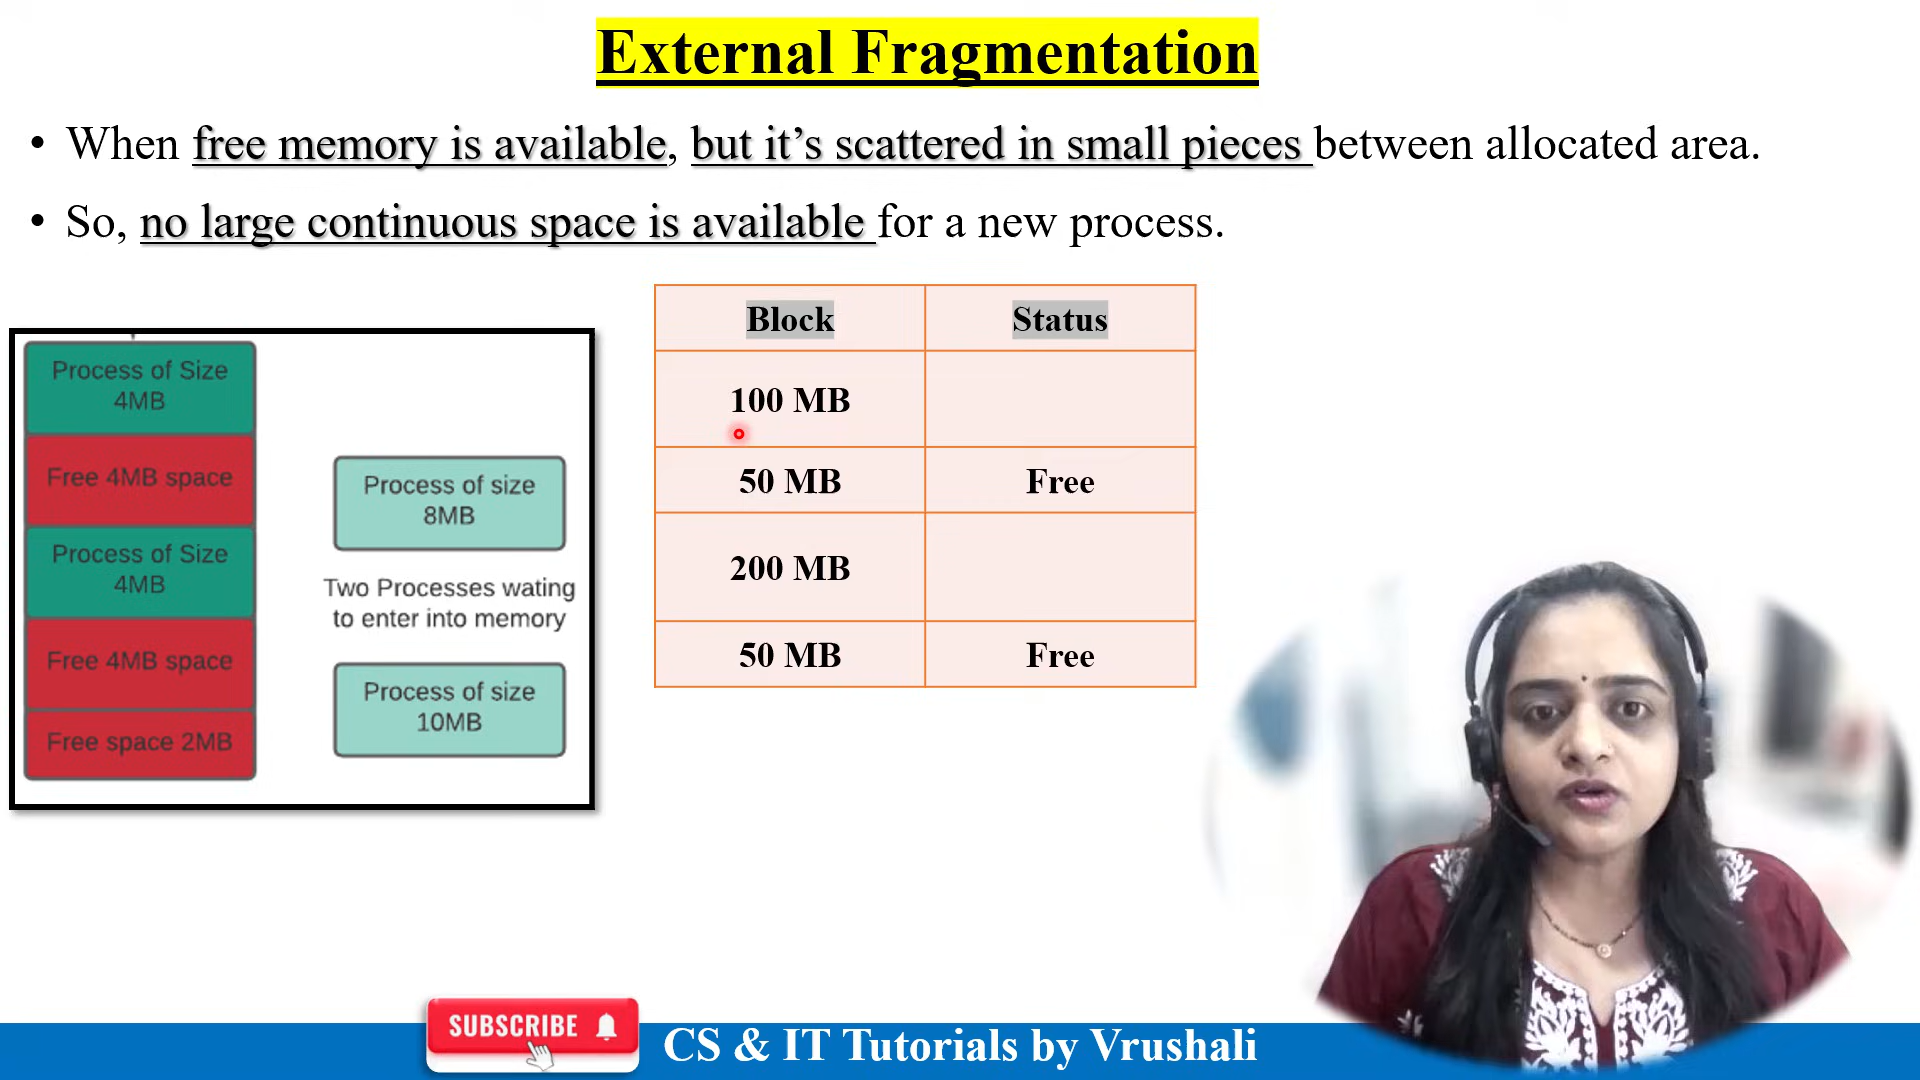 External Fragmentation
• When free memory is available, but it’s scattered in small pieces between allocated area.
• So, no large continuous space is available for a new process.
Process of Size
4MB
Free 4MB space
Process of Size
4MB
Free 4MB space
Free space 2MB
Process of size
8MB
Two Processes wating
to enter into memory
Process of size
10MB
Block Status
100 MB
50 MB Free
200 MB
50 MB Free
SUBSCRIBE
CS & IT Tutorials by Vrushali